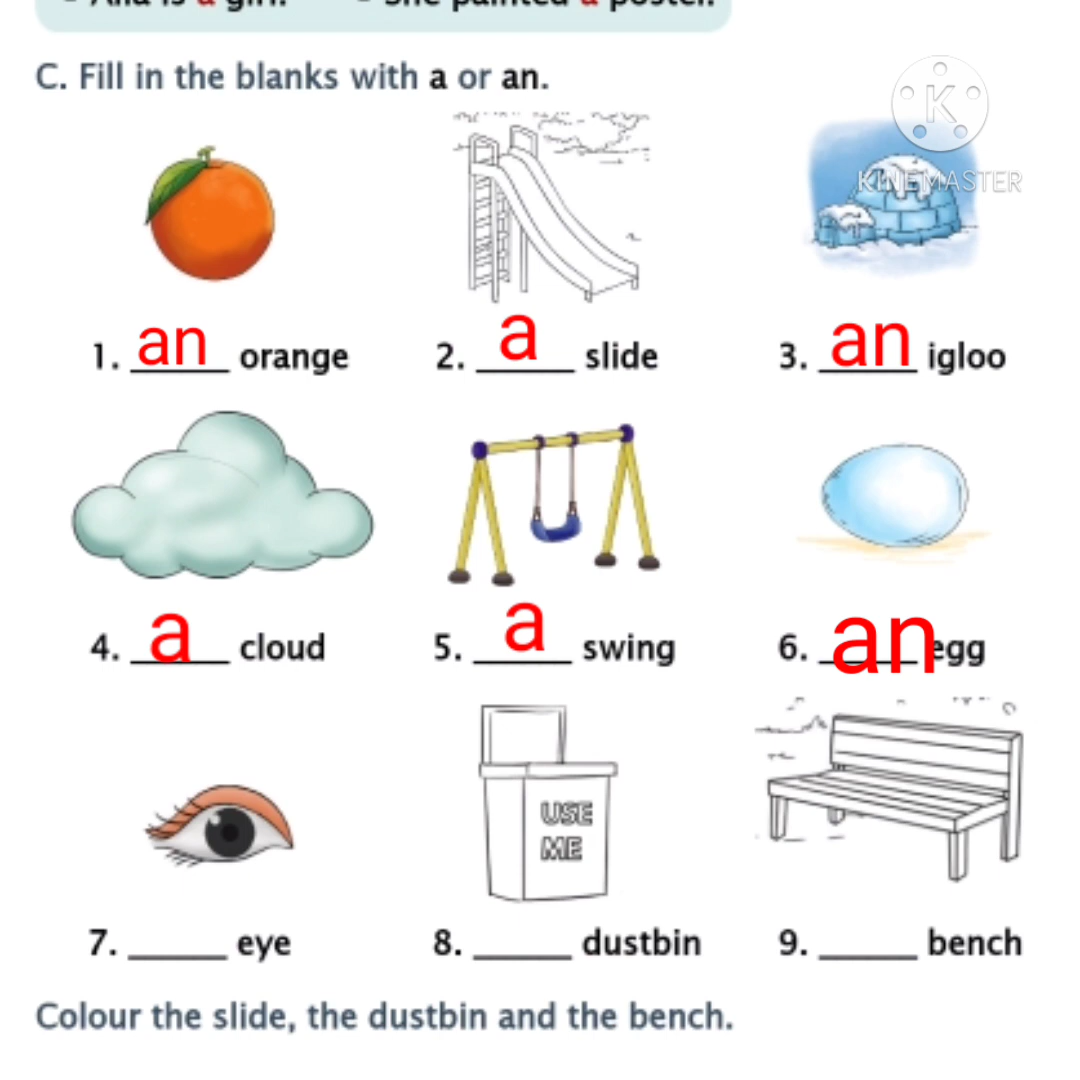 C. Fill in the blanks with a or an.
K
KINEMASTER
1. an orange
2. a slide
3. an igloo
4. a cloud
5. a swing
6. an egg
USE
ME
7. ______ eye
8. ______ dustbin
9. ______ bench
Colour the slide, the dustbin and the bench.